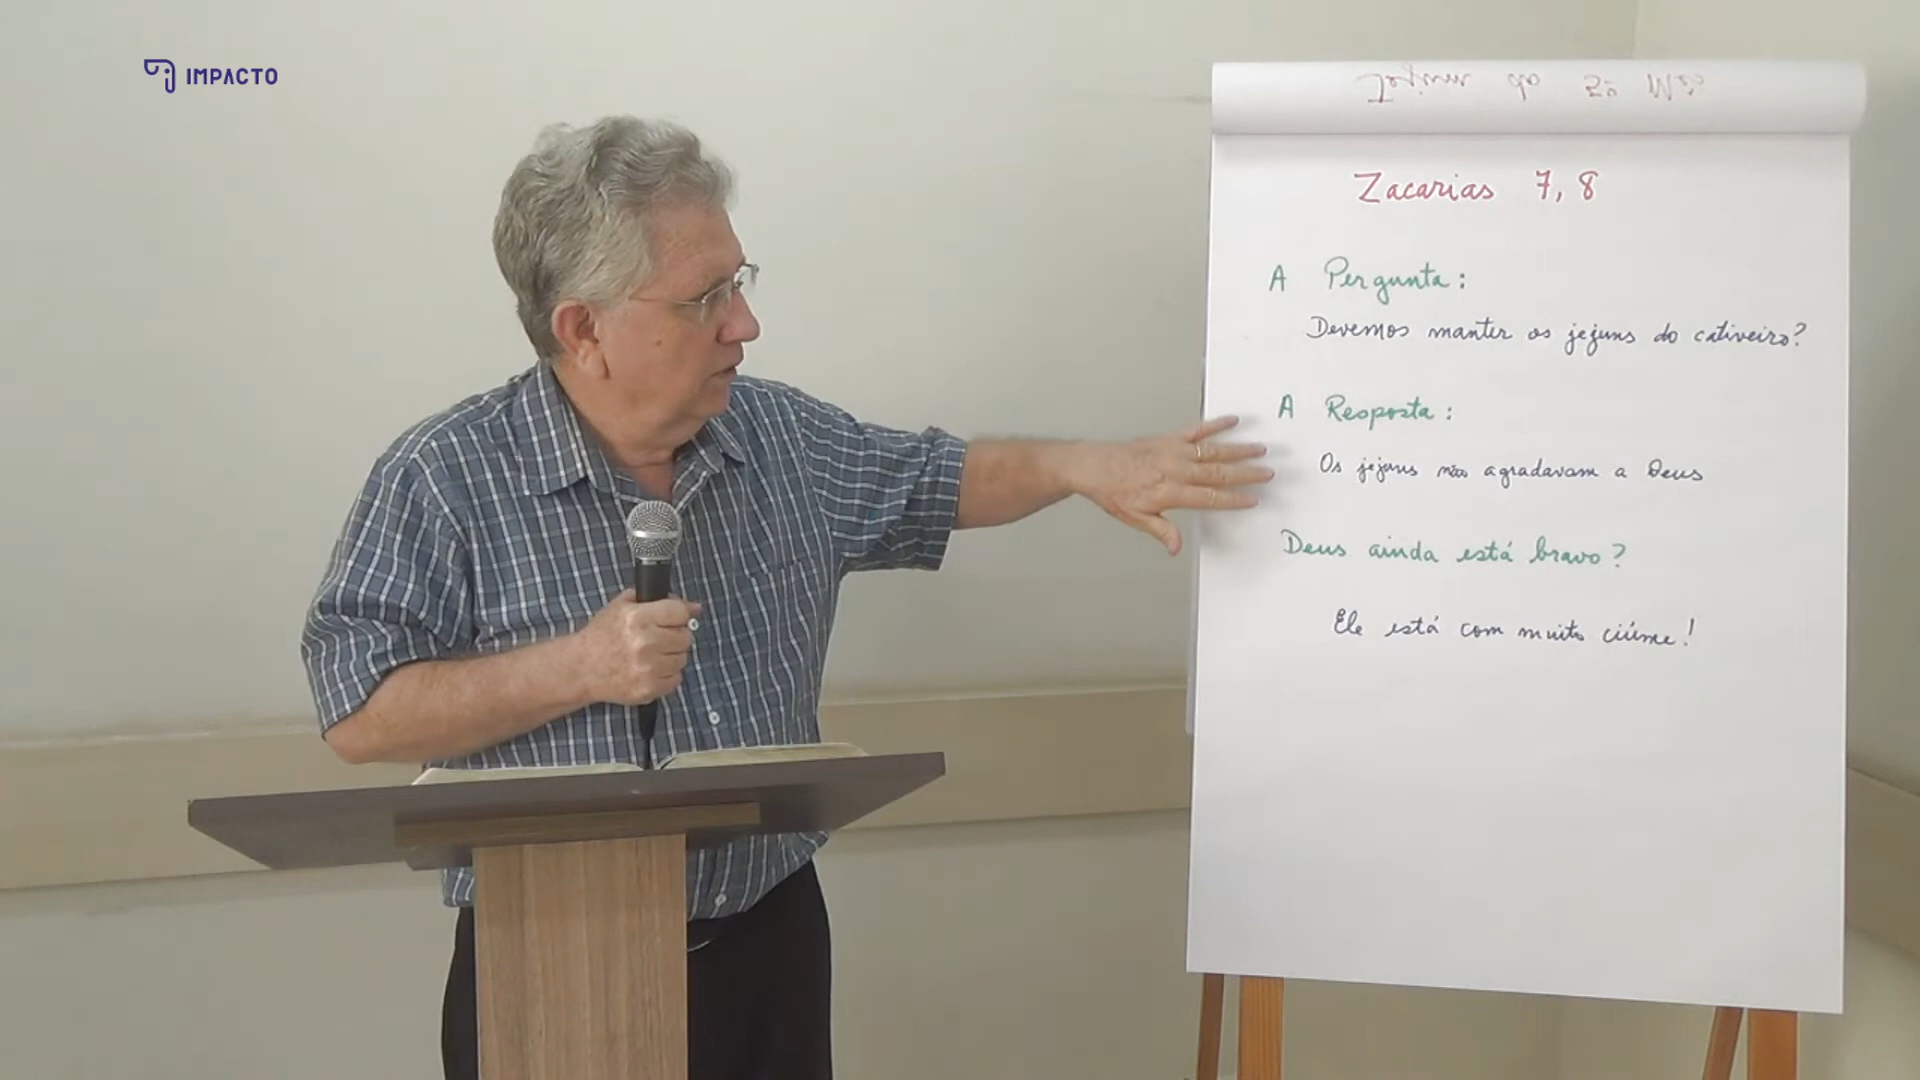 IMPACTO
Zacarias 7, 8
A Pergunta:
Devemos manter os jejuns do cativeiro?
A Resposta:
Os jejuns não agradavam a Deus
Deus ainda está bravo?
Ele está com muito ciúme!